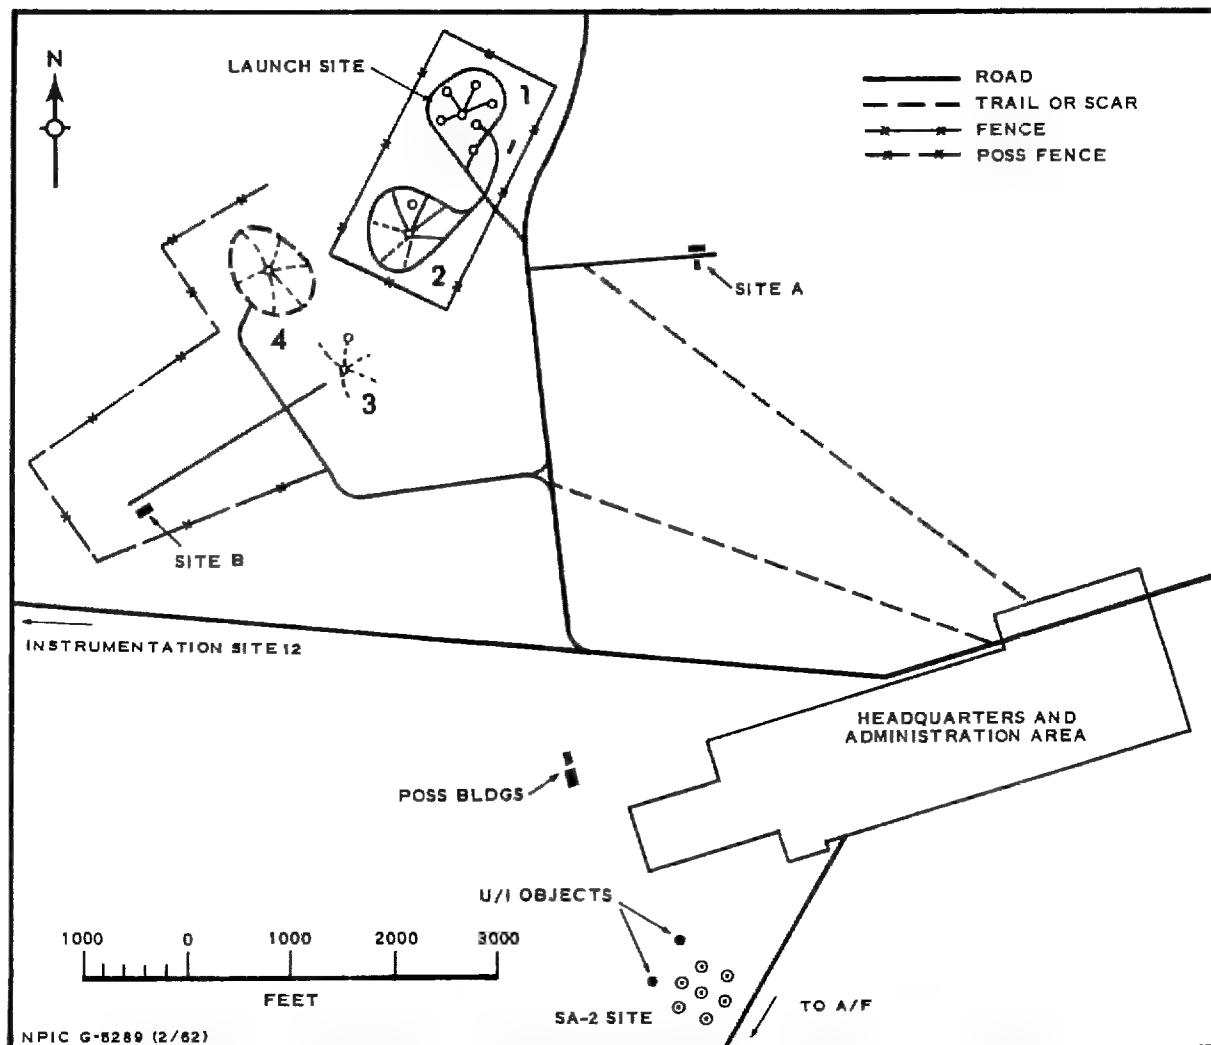 N
LAUNCH SITE
1
2
3
4
ROAD
TRAIL OR SCAR
FENCE
POSS FENCE
SITE A
SITE B
INSTRUMENTATION SITE 12
HEADQUARTERS AND
ADMINISTRATION AREA
POSS BLDGS
U/I OBJECTS
1000 0 1000 2000 3000
FEET
SA-2 SITE
TO A/F
NPIC G-5289 (2/62)